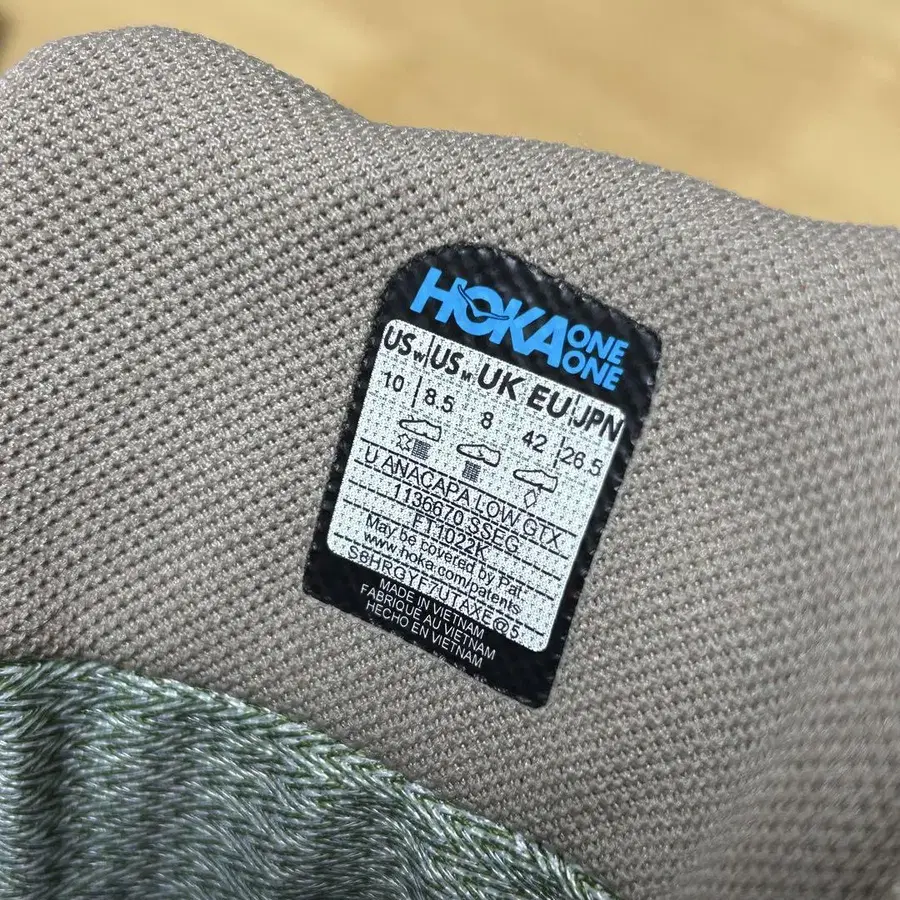 HOKA ONE ONE
US W US M UK EU JPN
10 8.5 8 42 26.5
U ANACAPA LOW GTX
1136670 SSEG
FT1022K
May be covered by Pat
www.hoka.com/patents
S8HRGYF7UTAXE@5
MADE IN VIETNAM
FABRIQUÉ AU VIETNAM
HECHO EN VIETNAM